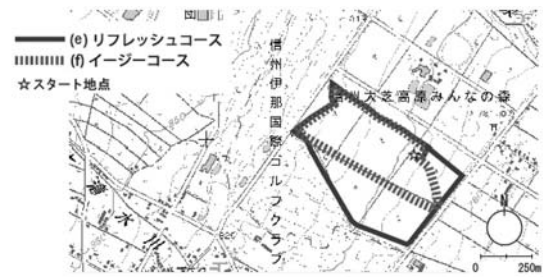 (e) リフレッシュコース
(f) イージーコース
☆スタート地点
信州伊那国際ゴルフクラブ
信州大芝高原みんなの森
水
川
N
0 250m